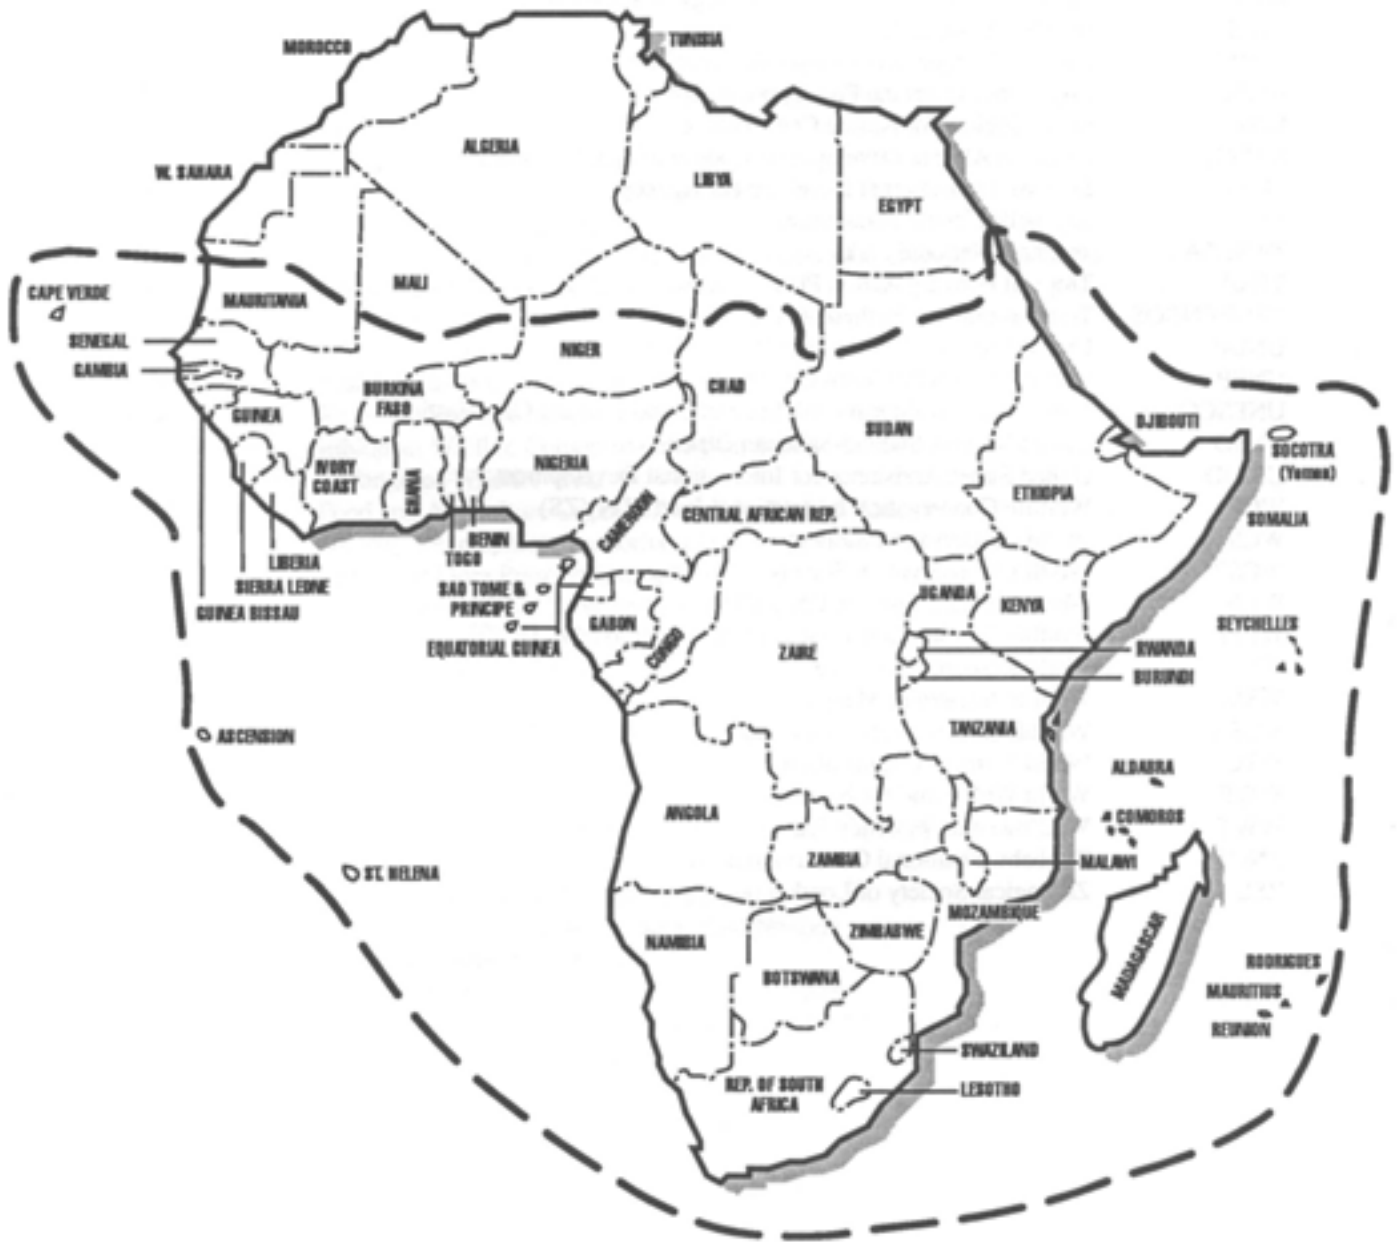 MOROCCO
TUNISIA
ALGERIA
W. SAHARA
LIBYA
EGYPT
CAPE VERDE
MAURITANIA
MALI
SENEGAL
GAMBIA
NIGER
CHAD
BURKINA
FASO
GUINEA
SUDAN
DJIBOUTI
SOCOTRA
(Yemen)
IVORY
COAST
GHANA
NIGERIA
CAMEROON
CENTRAL AFRICAN REP.
ETHIOPIA
SOMALIA
BENIN
TOGO
LIBERIA
SIERRA LEONE
GUINEA BISSAU
SAO TOME &
PRINCIPE
EQUATORIAL GUINEA
GABON
CONGO
ZAIRE
UGANDA
KENYA
SEYCHELLES
RWANDA
BURUNDI
TANZANIA
ASCENSION
ALDABRA
COMOROS
ANGOLA
ZAMBIA
MALAWI
ST. HELENA
MOZAMBIQUE
NAMIBIA
ZIMBABWE
BOTSWANA
MADAGASCAR
RODRIGUES
MAURITIUS
REUNION
SWAZILAND
REP. OF SOUTH
AFRICA
LESOTHO